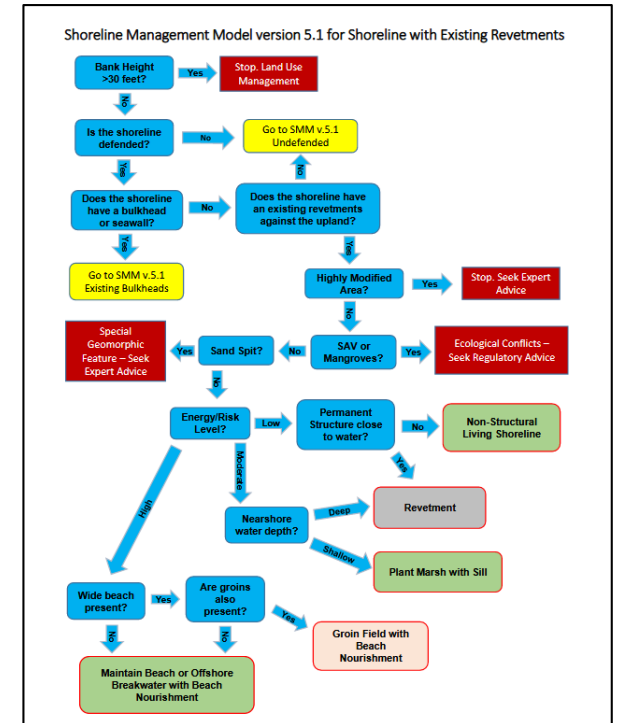 Shoreline Management Model version 5.1 for Shoreline with Existing Revetments
Bank Height
>30 feet?
Yes
Stop. Land Use
Management
No
Is the shoreline
defended?
No
Go to SMM v.5.1
Undefended
Yes
No
Does the shoreline
have a bulkhead
or seawall?
No
Does the shoreline have
an existing revetments
against the upland?
Yes
Yes
Go to SMM v.5.1
Existing Bulkheads
Highly Modified
Area?
Yes
Stop. Seek Expert
Advice
No
Special
Geomorphic
Feature – Seek
Expert Advice
Yes
Sand Spit?
No
SAV or
Mangroves?
Yes
Ecological Conflicts –
Seek Regulatory Advice
No
Energy/Risk
Level?
Low
Permanent
Structure close
to water?
No
Non-Structural
Living Shoreline
Yes
Moderate
High
Nearshore
water depth?
Deep
Revetment
Shallow
Plant Marsh with Sill
Wide beach
present?
Yes
Are groins
also
present?
Yes
Groin Field with
Beach
Nourishment
No
No
Maintain Beach or Offshore
Breakwater with Beach
Nourishment